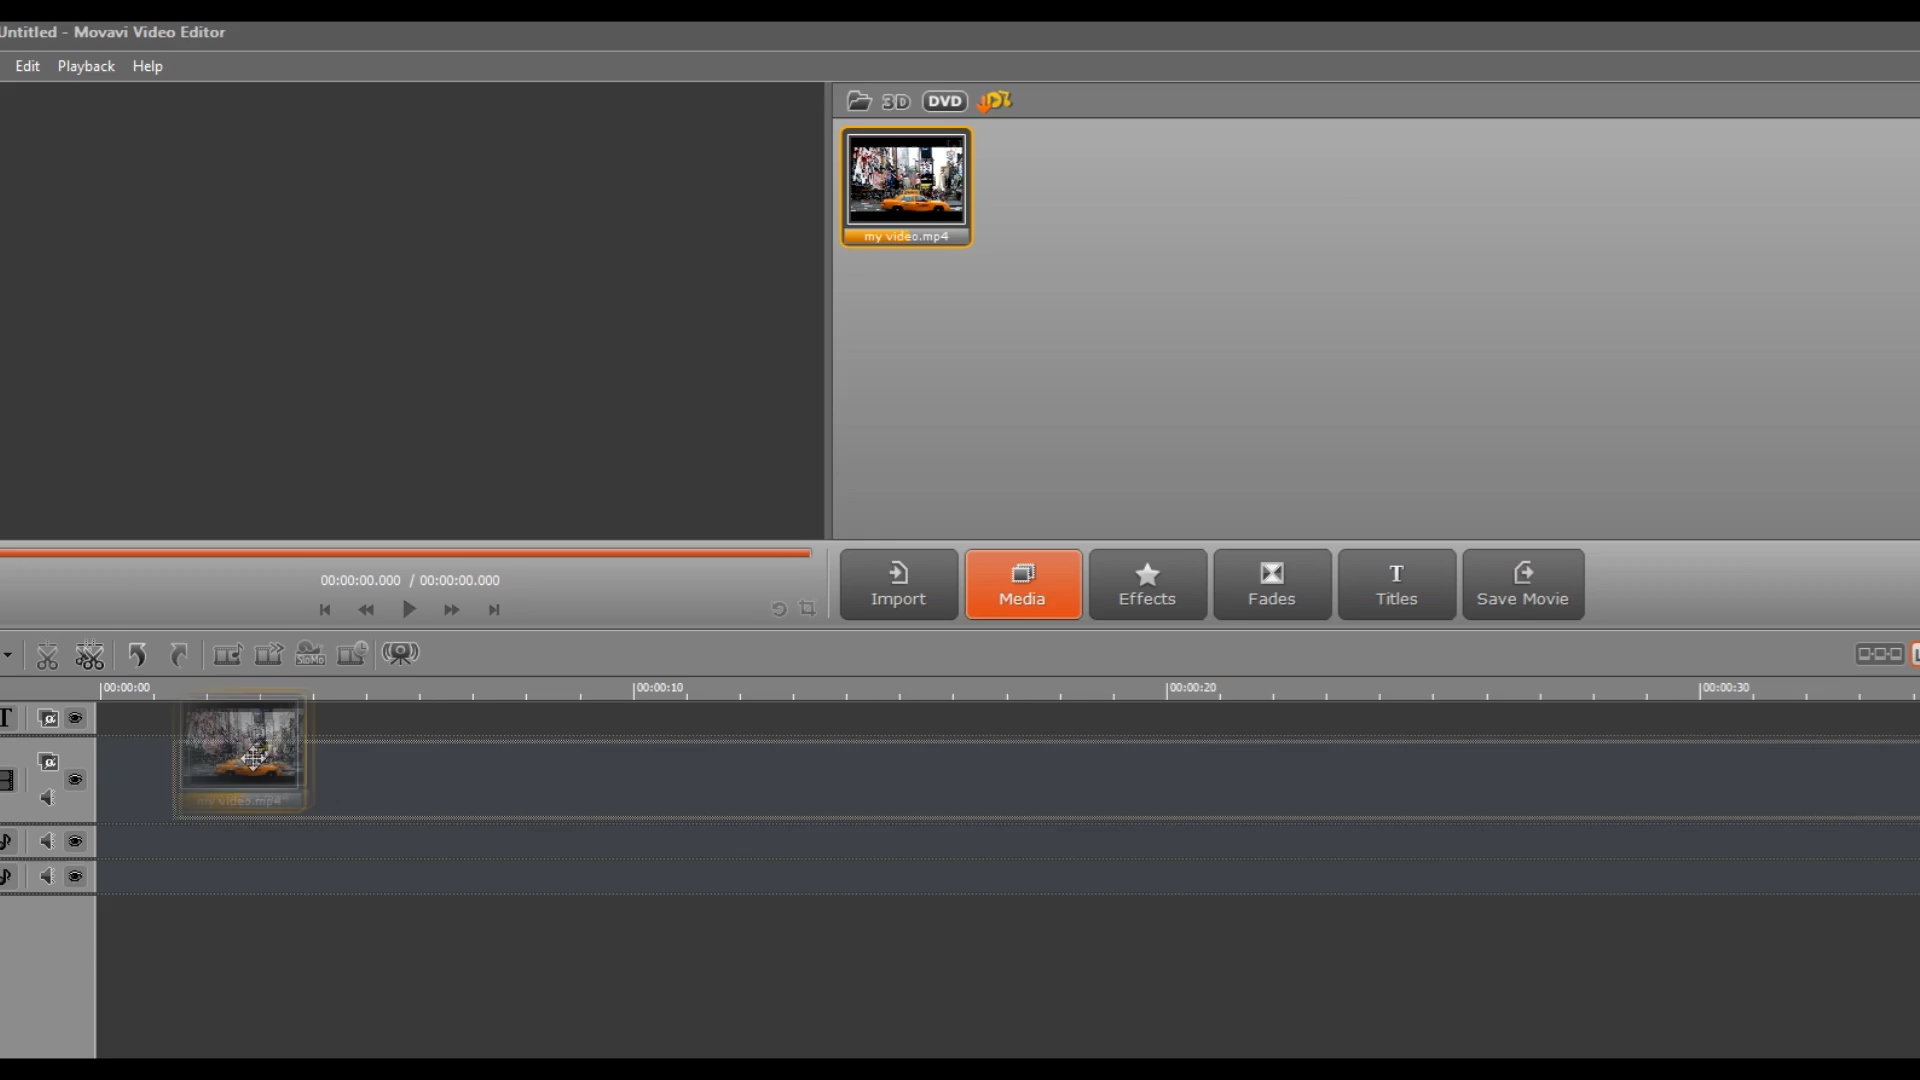 Untitled - Movavi Video Editor
Edit Playback Help
3D DVD
my video.mp4
00:00:00.000 / 00:00:00.000
Import Media Effects Fades Titles Save Movie
SloMo
00:00:00 00:00:10 00:00:20 00:00:30
T
my video.mp4